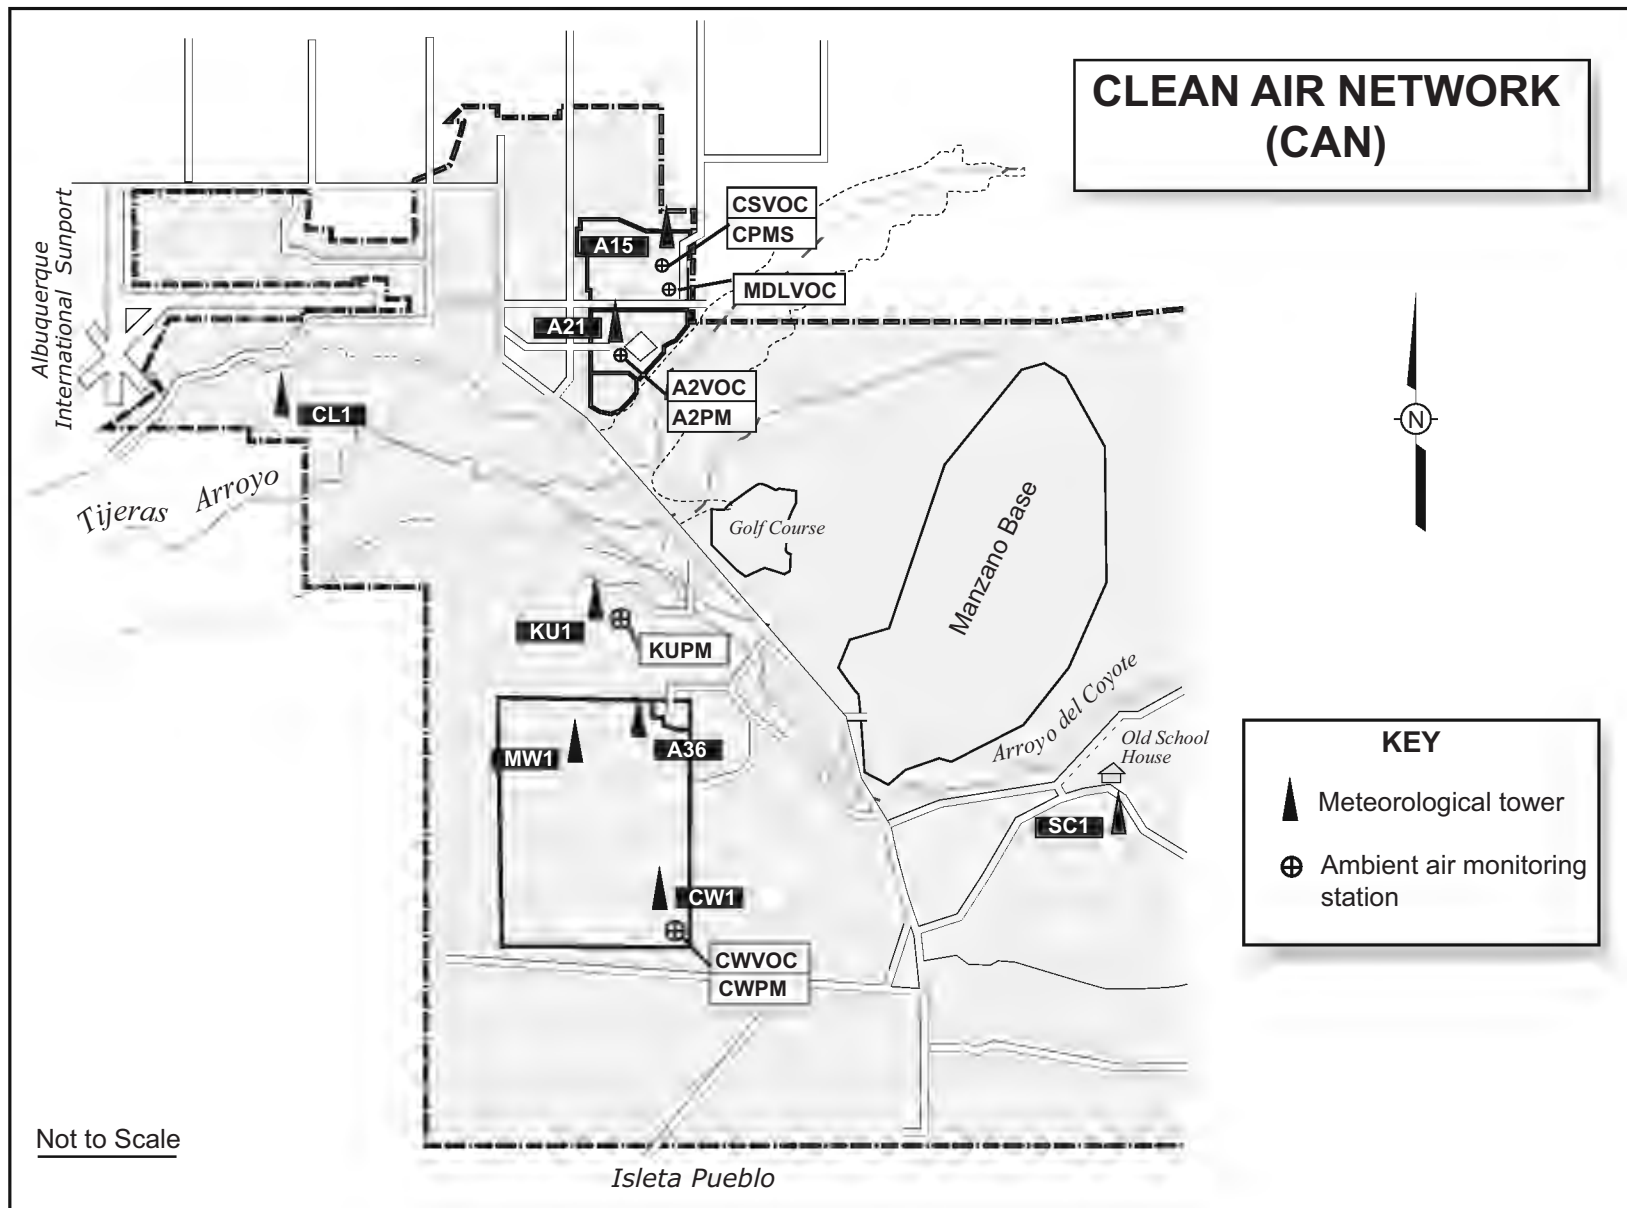 CLEAN AIR NETWORK
(CAN)
Albuquerque
International Sunport
CSVOC
CPMS
A15
MDLVOC
A21
A2VOC
A2PM
CL1
N
Tijeras Arroyo
Golf Course
Manzano Base
KU1
KUPM
Arroyo del Coyote
Old School
House
MW1
A36
SC1
CW1
CWVOC
CWPM
KEY
Meteorological tower
Ambient air monitoring
station
Not to Scale
Isleta Pueblo